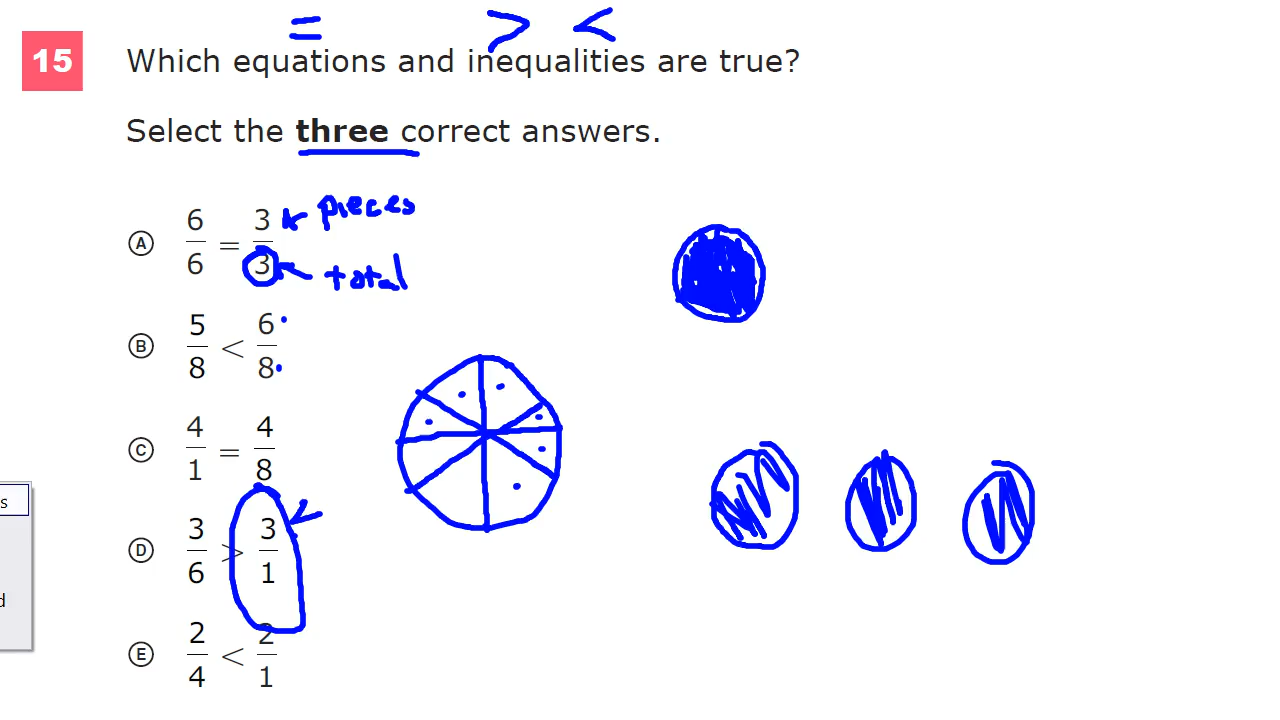 = > <
15 Which equations and inequalities are true?
Select the three correct answers.
A 6/6 = 3/3 pieces total
B 5/8 < 6/8
C 4/1 = 4/8
D 3/6 > 3/1
E 2/4 < 2/1
s
d